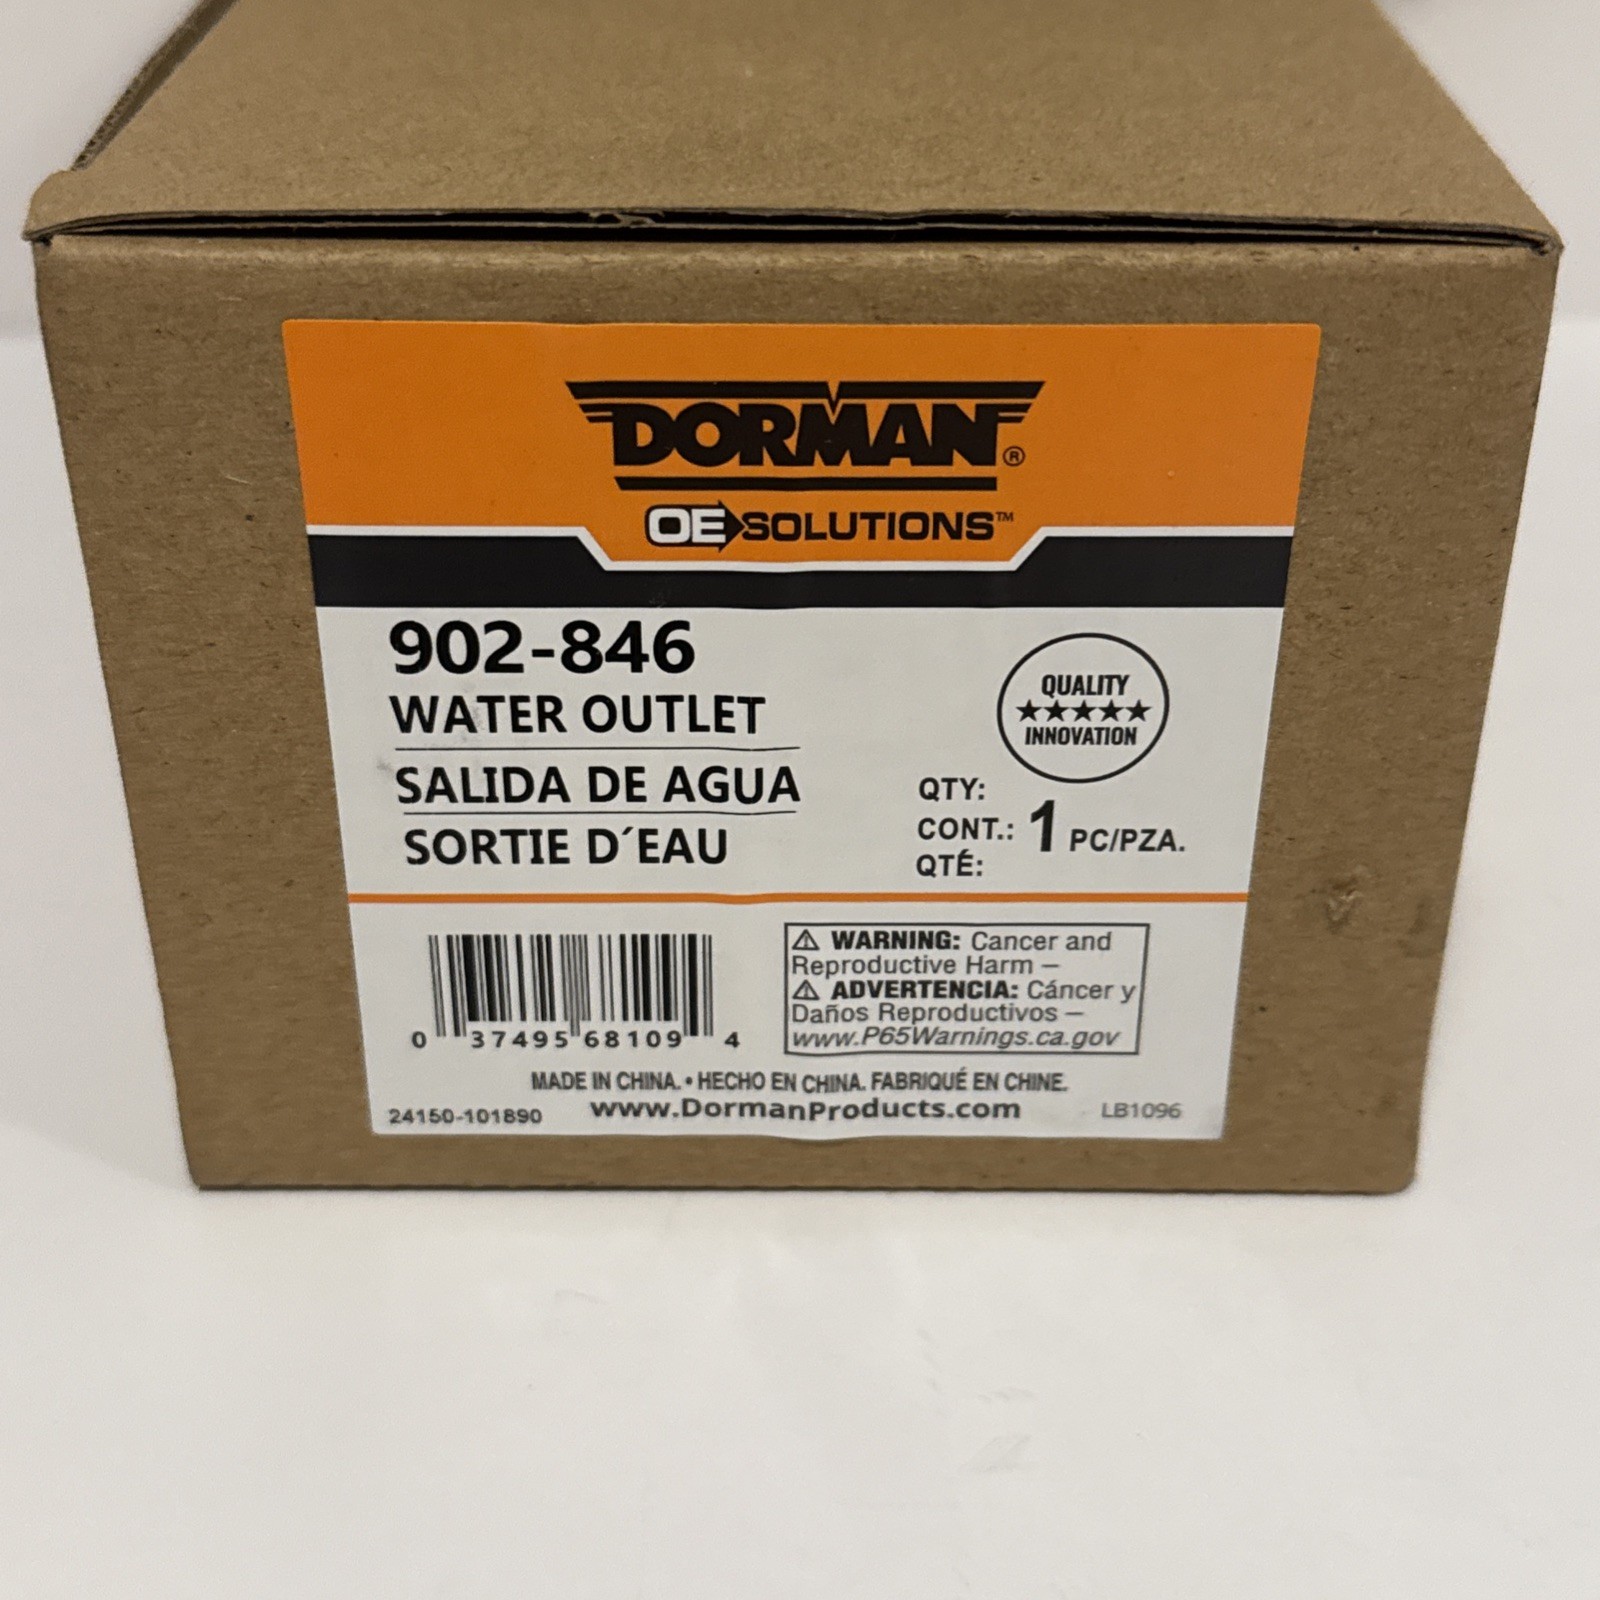 DORMAN®
OE SOLUTIONS™
902-846
WATER OUTLET
SALIDA DE AGUA
SORTIE D´EAU
QUALITY
★★★★★
INNOVATION
QTY:
CONT.: 1 PC/PZA.
QTÉ:
0 37495 68109 4
⚠ WARNING: Cancer and
Reproductive Harm –
⚠ ADVERTENCIA: Cáncer y
Daños Reproductivos –
www.P65Warnings.ca.gov
MADE IN CHINA. • HECHO EN CHINA. FABRIQUÉ EN CHINE.
24150-101890 www.DormanProducts.com LB1096